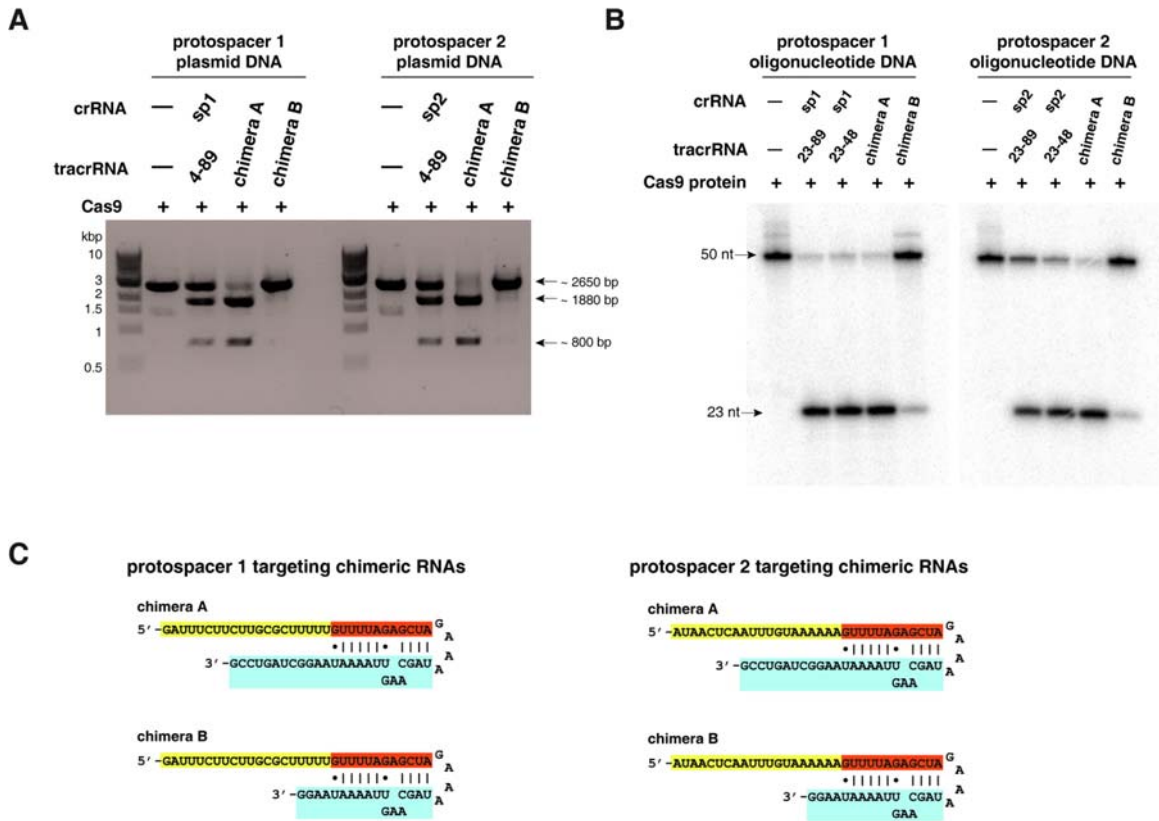 A
protospacer 1
plasmid DNA
protospacer 2
plasmid DNA
crRNA — sp1 chimera A chimera B — sp2 chimera A chimera B
tracrRNA — 4-89 — 4-89
Cas9 + + + + + + + +
kbp
10
3
2
1.5
1
0.5
~ 2650 bp
~ 1880 bp
~ 800 bp
B
protospacer 1
oligonucleotide DNA
protospacer 2
oligonucleotide DNA
crRNA — sp1 sp1 chimera A chimera B — sp2 sp2 chimera A chimera B
tracrRNA — 23-89 23-48 — 23-89 23-48
Cas9 protein + + + + + + + + + +
50 nt
23 nt
C
protospacer 1 targeting chimeric RNAs
chimera A
5′-GAUUUCUUCUUGCGCUUUUUGUUUUAGAGCUA
G
A
A
A
3′-GCCUGAUCGGAAUAAAAUU CGAU
GAA
chimera B
5′-GAUUUCUUCUUGCGCUUUUUGUUUUAGAGCUA
G
A
A
A
3′-GGAAUAAAAUU CGAU
GAA
protospacer 2 targeting chimeric RNAs
chimera A
5′-AUAACUCAAUUUGUAAAAAAGUUUUAGAGCUA
G
A
A
A
3′-GCCUGAUCGGAAUAAAAUU CGAU
GAA
chimera B
5′-AUAACUCAAUUUGUAAAAAAGUUUUAGAGCUA
G
A
A
A
3′-GGAAUAAAAUU CGAU
GAA